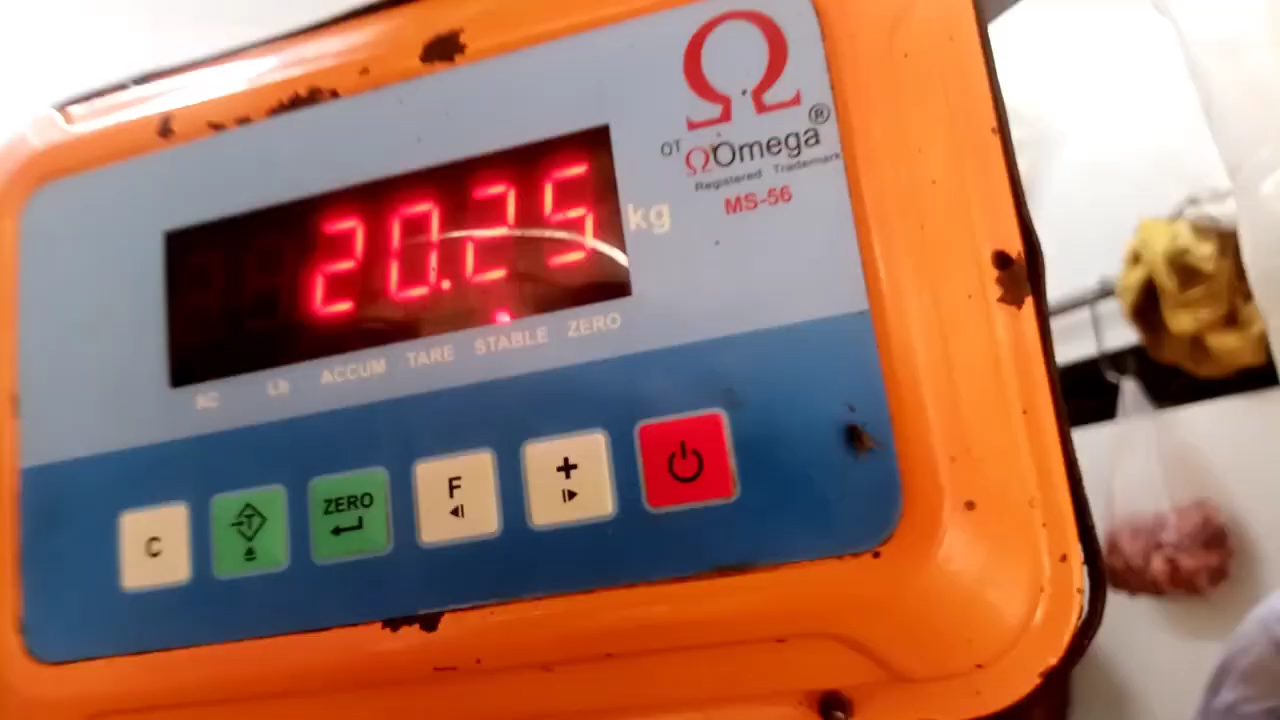 Ω
OT ΩOmega®
Registered Trademark
MS-56
20.25 kg
AC Lb ACCUM TARE STABLE ZERO
C T ZERO F +